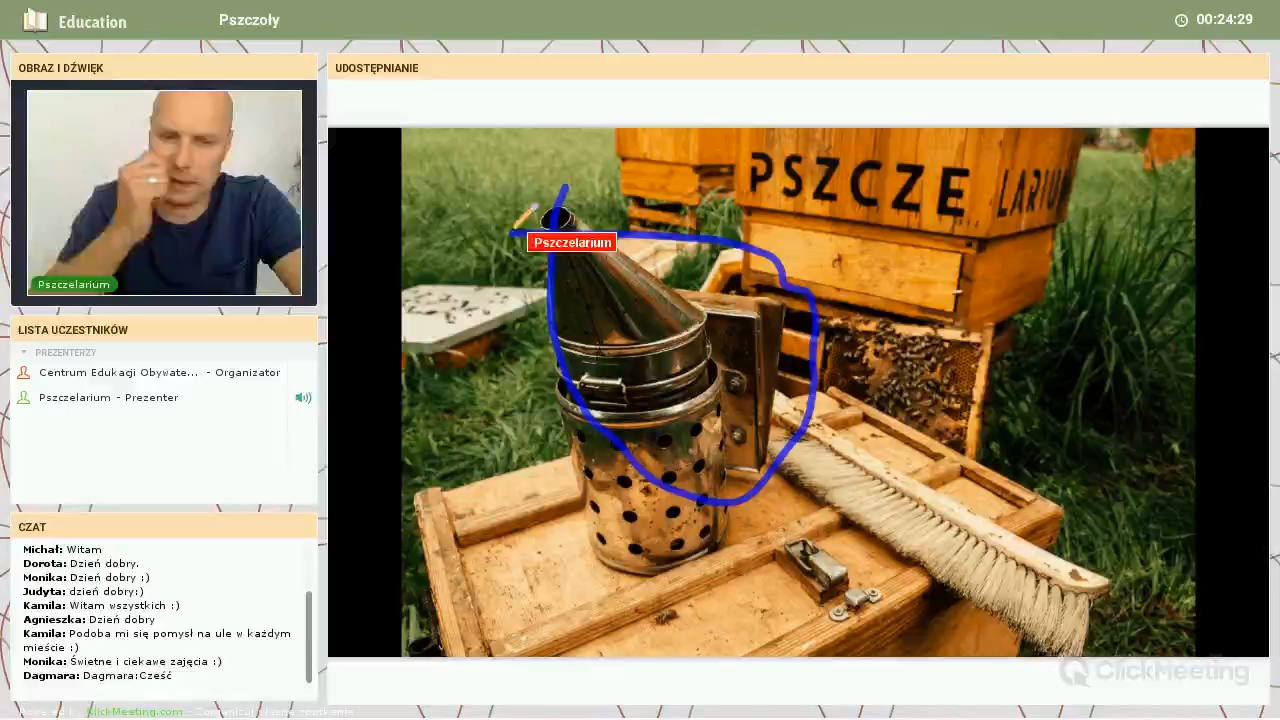 Education
Pszczoły
00:24:29
OBRAZ I DŹWIĘK
UDOSTĘPNIANIE
Pszczelarium
LISTA UCZESTNIKÓW
PREZENTERZY
Centrum Edukagi Obywate... - Organizator
Pszczelarium - Prezenter
CZAT
Michał: Witam
Dorota: Dzień dobry.
Monika: Dzień dobry :)
Judyta: dzień dobry:)
Kamila: Witam wszystkich :)
Agnieszka: Dzień dobry
Kamila: Podoba mi się pomysł na ule w każdym
mieście :)
Monika: Świetne i ciekawe zajęcia :)
Dagmara: Dagmara:Cześć
PSZCZE LARIUM
Pszczelarium
ClickMeeting
ClickMeeting.com